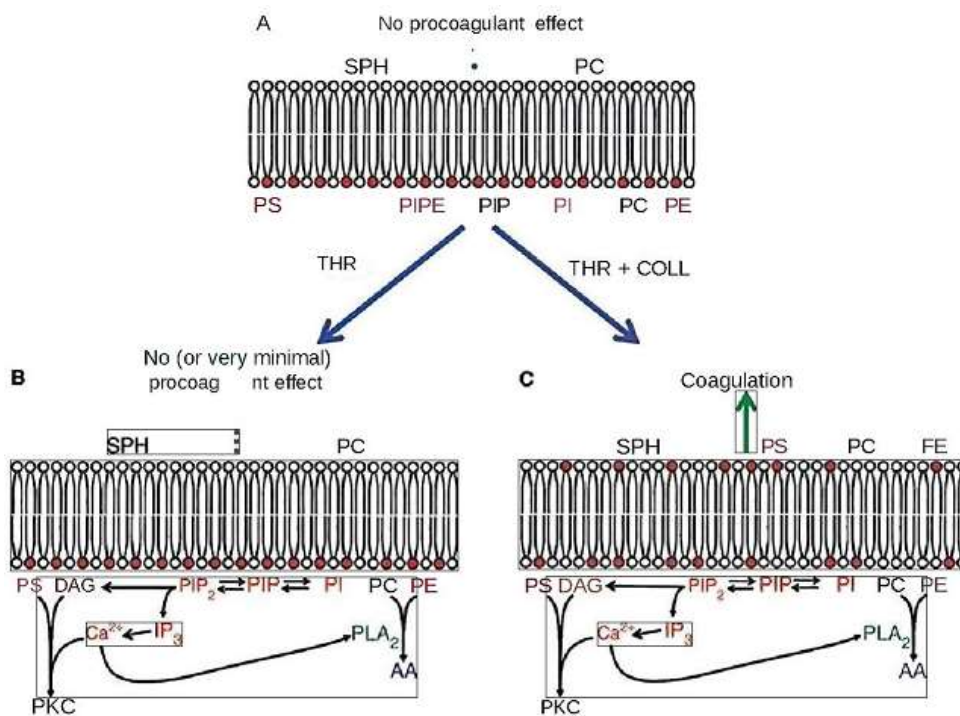 A
No procoagulant effect
SPH PC
PS PIPE PIP PI PC PE
THR THR + COLL
B
No (or very minimal)
procoag nt effect
SPH PC
PS DAG PIP2 PIP PI PC PE
Ca2+ IP3
PLA2
AA
PKC
C
Coagulation
SPH PS PC FE
PS DAG PIP2 PIP PI PC PE
Ca2+ IP3
PLA2
AA
PKC